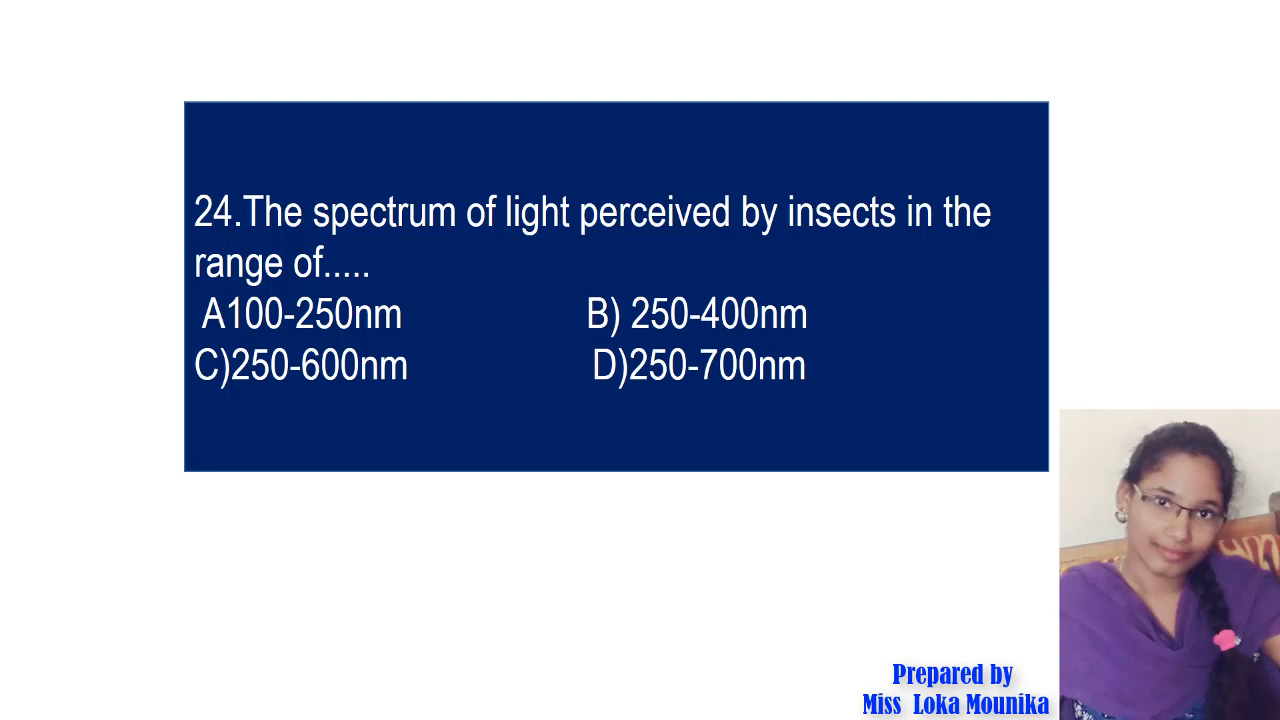 24.The spectrum of light perceived by insects in the
range of.....
A100-250nm B) 250-400nm
C)250-600nm D)250-700nm
Prepared by
Miss Loka Mounika